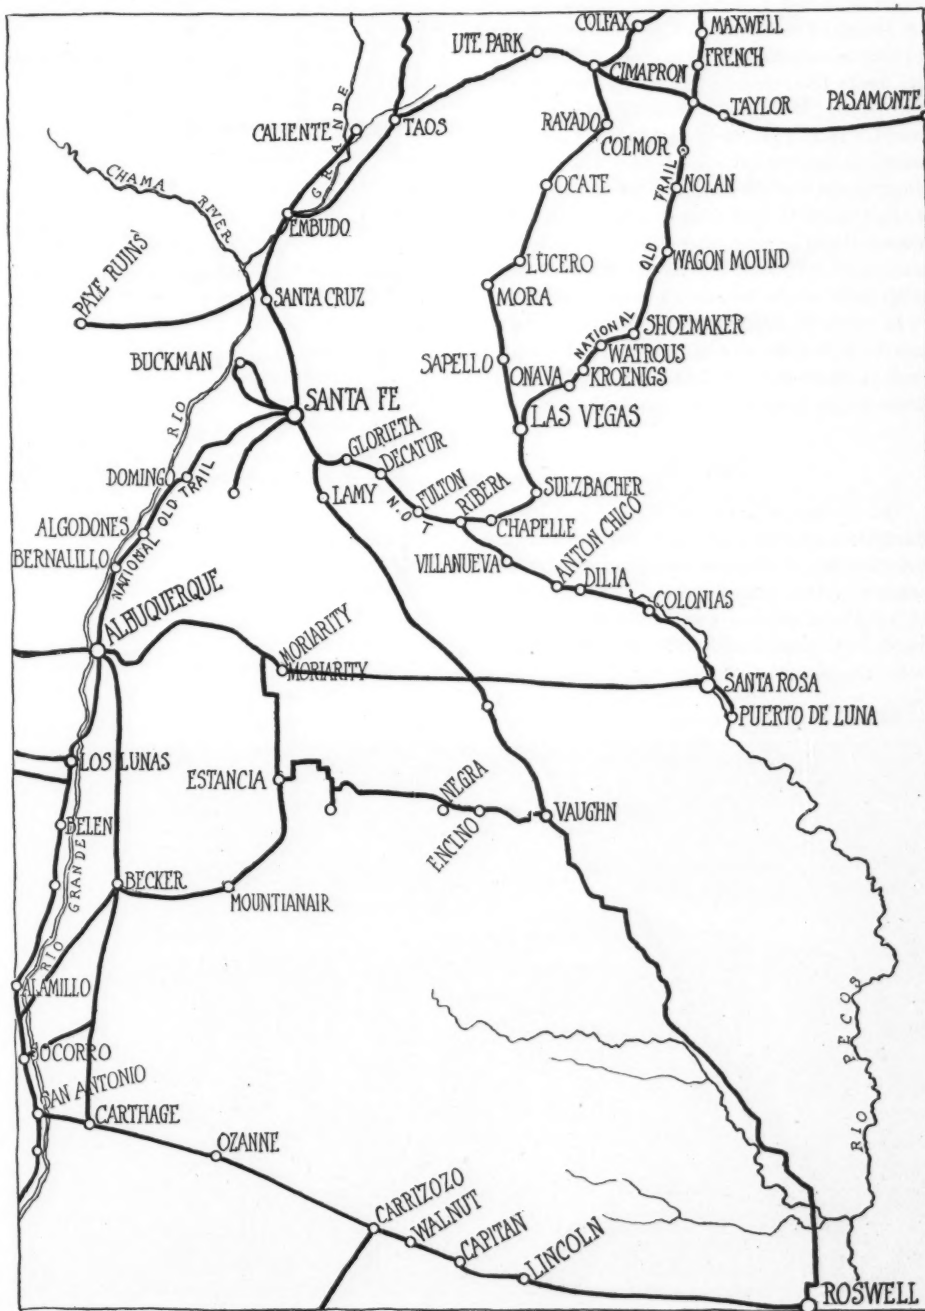 COLFAX
MAXWELL
UTE PARK
FRENCH
CIMAPRON
TAYLOR
PASAMONTE
CALIENTE
RIO GRANDE
TAOS
RAYADO
COLMOR
CHAMA RIVER
OCATE
NOLAN
OLD TRAIL
EMBUDO
LUCERO
WAGON MOUND
PAYE RUINS
SANTA CRUZ
MORA
NATIONAL
SHOEMAKER
BUCKMAN
SAPELLO
WATROUS
ONAVA
KROENIGS
SANTA FE
LAS VEGAS
GLORIETA
DECATUR
DOMINGO
LAMY
N.O.T
FULTON
RIBERA
SULZBACHER
CHAPELLE
NATIONAL OLD TRAIL
ALGODONES
BERNALILLO
VILLANUEVA
ANTON CHICO
DILIA
COLONIAS
ALBUQUERQUE
MORIARITY
MORIARITY
SANTA ROSA
PUERTO DE LUNA
LOS LUNAS
ESTANCIA
NEGRA
ENCINO
VAUGHN
BELEN
RIO GRANDE
BECKER
MOUNTIANAIR
ALAMILLO
RIO PECOS
SOCORRO
SAN ANTONIO
CARTHAGE
OZANNE
CARRIZOZO
WALNUT
CAPITAN
LINCOLN
ROSWELL